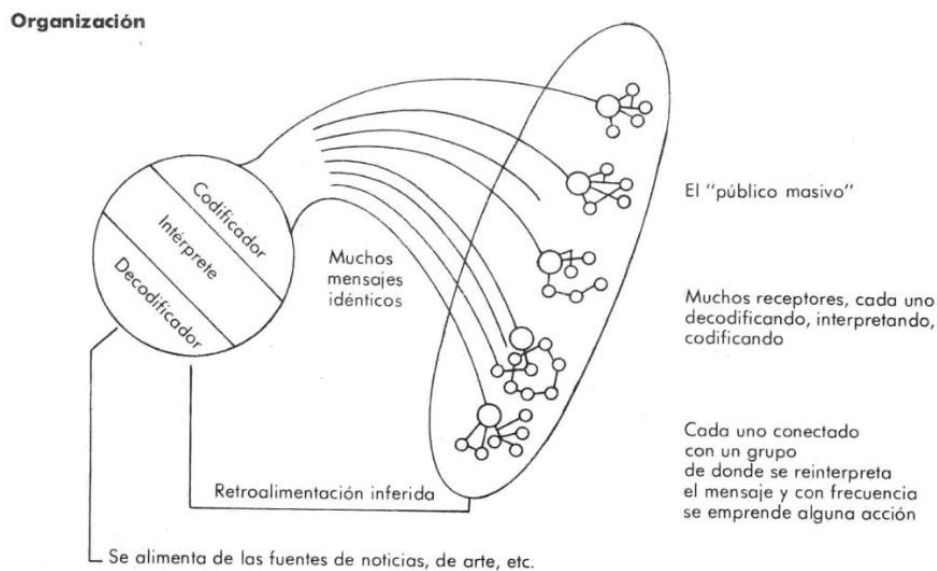 Organización
Codificador
Intérprete
Decodificador
Muchos
mensajes
idénticos
El "público masivo"
Muchos receptores, cada uno
decodificando, interpretando,
codificando
Cada uno conectado
con un grupo
de donde se reinterpreta
el mensaje y con frecuencia
se emprende alguna acción
Retroalimentación inferida
Se alimenta de las fuentes de noticias, de arte, etc.